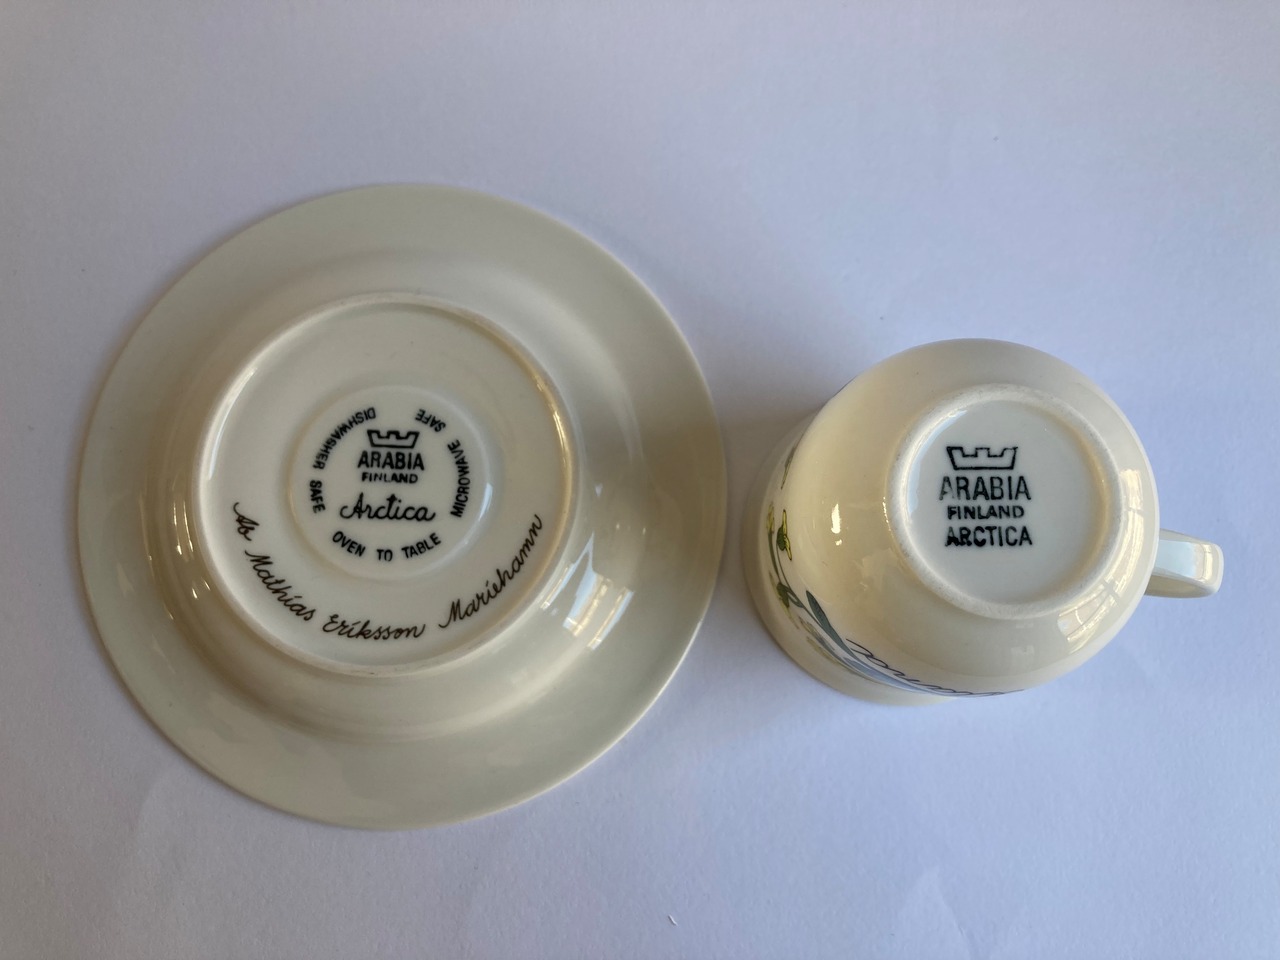 DISHWASHER SAFE
MICROWAVE SAFE
ARABIA
FINLAND
Arctica
OVEN TO TABLE
Ab Mathias Eriksson Mariehamn
ARABIA
FINLAND
ARCTICA